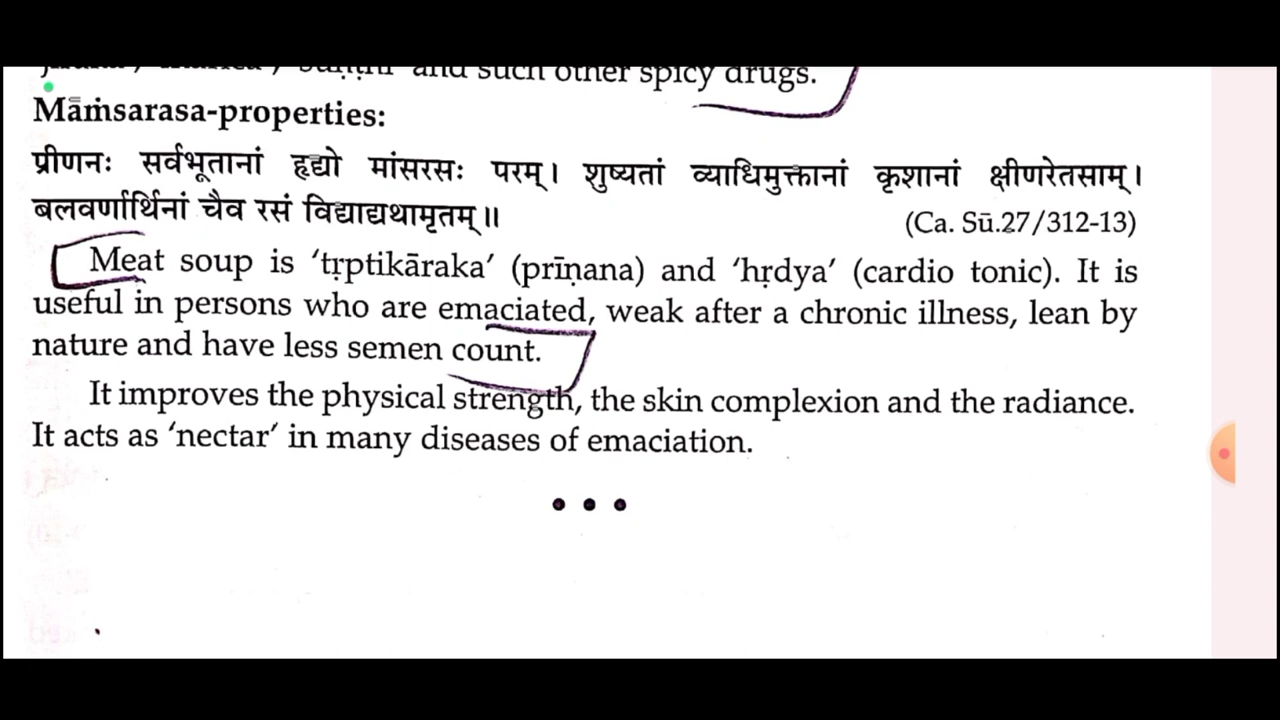 and such other spicy drugs.
Māṁsarasa-properties:
प्रीणनः सर्वभूतानां हृद्यो मांसरसः परम्। शुष्यतां व्याधिमुक्तानां कृशानां क्षीणरेतसाम्।
बलवर्णार्थिनां चैव रसं विद्याद्यथामृतम्॥ (Ca. Sū.27/312-13)
Meat soup is ‘tṛptikāraka’ (prīṇana) and ‘hṛdya’ (cardio tonic). It is
useful in persons who are emaciated, weak after a chronic illness, lean by
nature and have less semen count.
It improves the physical strength, the skin complexion and the radiance.
It acts as ‘nectar’ in many diseases of emaciation.